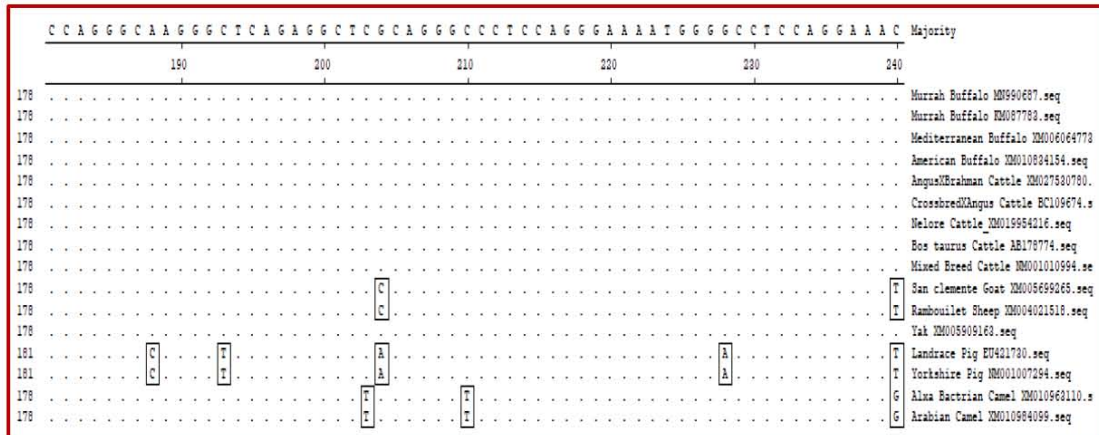 C C A G G G C A A G G G C T C A G A G G C T C G C A G G G C C C T C C A G G G A A A A T G G G G C C T C C A G G A A A C Majority
190 200 210 220 230 240
178 . . . . . . . . . . . . . . . . . . . . . . . . . . . . . . . . . . . . . . . . . . . . . . . . . . . . . . . . . . . . Murrah Buffalo MN990687.seq
178 . . . . . . . . . . . . . . . . . . . . . . . . . . . . . . . . . . . . . . . . . . . . . . . . . . . . . . . . . . . . Murrah Buffalo KM087783.seq
178 . . . . . . . . . . . . . . . . . . . . . . . . . . . . . . . . . . . . . . . . . . . . . . . . . . . . . . . . . . . . Mediterranean Buffalo XM006064773
178 . . . . . . . . . . . . . . . . . . . . . . . . . . . . . . . . . . . . . . . . . . . . . . . . . . . . . . . . . . . . American Buffalo XM010834154.seq
178 . . . . . . . . . . . . . . . . . . . . . . . . . . . . . . . . . . . . . . . . . . . . . . . . . . . . . . . . . . . . AngusXBrahman Cattle XM027530780.
178 . . . . . . . . . . . . . . . . . . . . . . . . . . . . . . . . . . . . . . . . . . . . . . . . . . . . . . . . . . . . CrossbredXAngus Cattle BC109674.s
178 . . . . . . . . . . . . . . . . . . . . . . . . . . . . . . . . . . . . . . . . . . . . . . . . . . . . . . . . . . . . Nelore Cattle_XM019954216.seq
178 . . . . . . . . . . . . . . . . . . . . . . . . . . . . . . . . . . . . . . . . . . . . . . . . . . . . . . . . . . . . Bos taurus Cattle AB178774.seq
178 . . . . . . . . . . . . . . . . . . . . . . . . . . . . . . . . . . . . . . . . . . . . . . . . . . . . . . . . . . . . Mixed Breed Cattle NM001010994.se
178 . . . . . . . . . . . . . . . . . . . . . . . C . . . . . . . . . . . . . . . . . . . . . . . . . . . . . . . . . . . T San clemente Goat XM005699265.seq
178 . . . . . . . . . . . . . . . . . . . . . . . C . . . . . . . . . . . . . . . . . . . . . . . . . . . . . . . . . . . T Rambouilet Sheep XM004021518.seq
178 . . . . . . . . . . . . . . . . . . . . . . . . . . . . . . . . . . . . . . . . . . . . . . . . . . . . . . . . . . . . Yak XM005909163.seq
181 . . . . . . . C . . . . T . . . . . . . . . . A . . . . . . . . . . . . . . . . . . . . . . . A . . . . . . . . . . . T Landrace Pig EU421730.seq
181 . . . . . . . C . . . . T . . . . . . . . . . A . . . . . . . . . . . . . . . . . . . . . . . A . . . . . . . . . . . T Yorkshire Pig NM001007294.seq
178 . . . . . . . . . . . . . . . . . . . . . . T . . . . . . T . . . . . . . . . . . . . . . . . . . . . . . . . . . . . G Alxa Bactrian Camel XM010963110.s
178 . . . . . . . . . . . . . . . . . . . . . . T . . . . . . T . . . . . . . . . . . . . . . . . . . . . . . . . . . . . G Arabian Camel XM010984099.seq